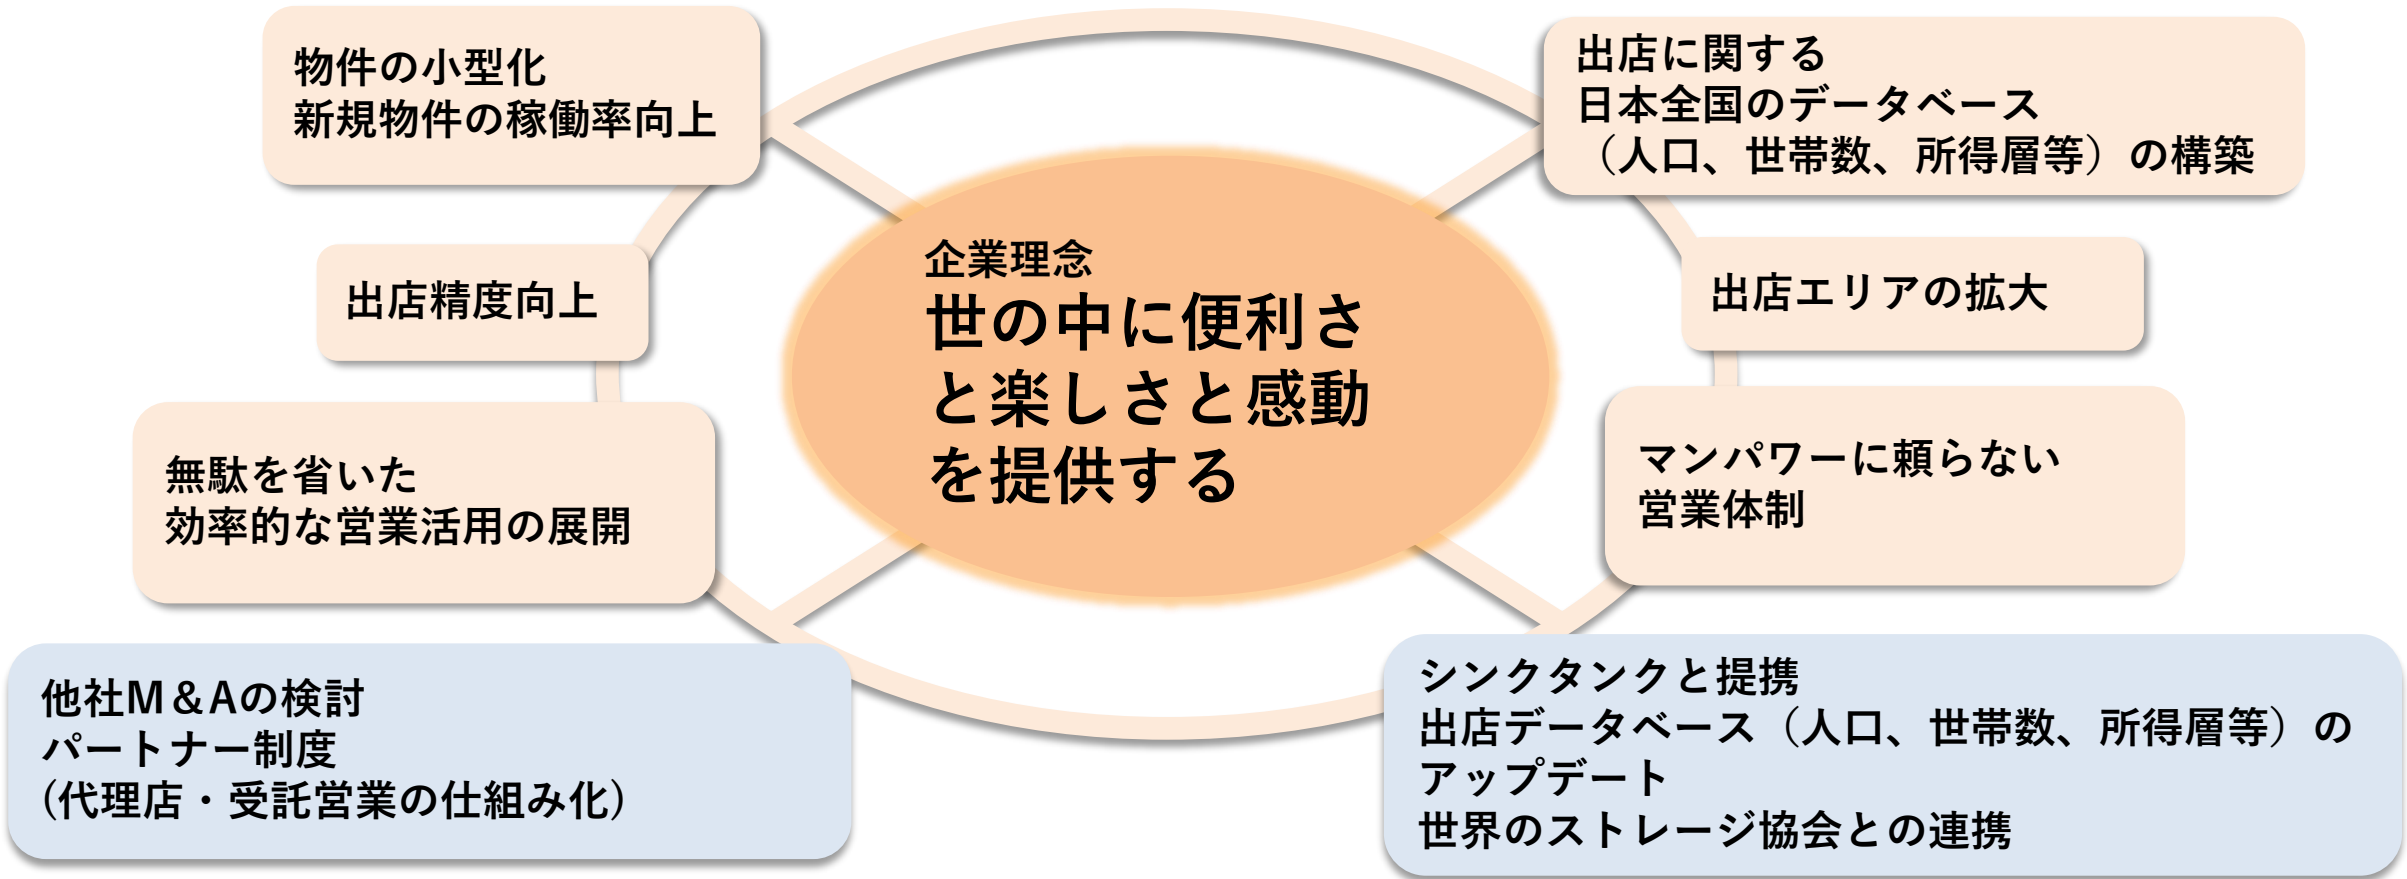 物件の小型化
新規物件の稼働率向上
出店に関する
日本全国のデータベース
（人口、世帯数、所得層等）の構築
出店精度向上
企業理念
世の中に便利さ
と楽しさと感動
を提供する
出店エリアの拡大
無駄を省いた
効率的な営業活用の展開
マンパワーに頼らない
営業体制
他社M＆Aの検討
パートナー制度
(代理店・受託営業の仕組み化)
シンクタンクと提携
出店データベース（人口、世帯数、所得層等）の
アップデート
世界のストレージ協会との連携